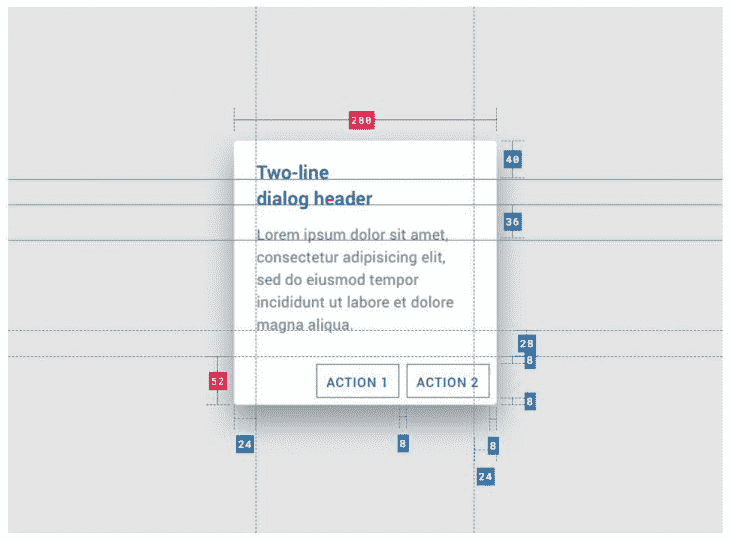 280
40
Two-line
dialog header
36
Lorem ipsum dolor sit amet,
consectetur adipisicing elit,
sed do eiusmod tempor
incididunt ut labore et dolore
magna aliqua.
28
8
52
ACTION 1 ACTION 2
8
24 8 8
24